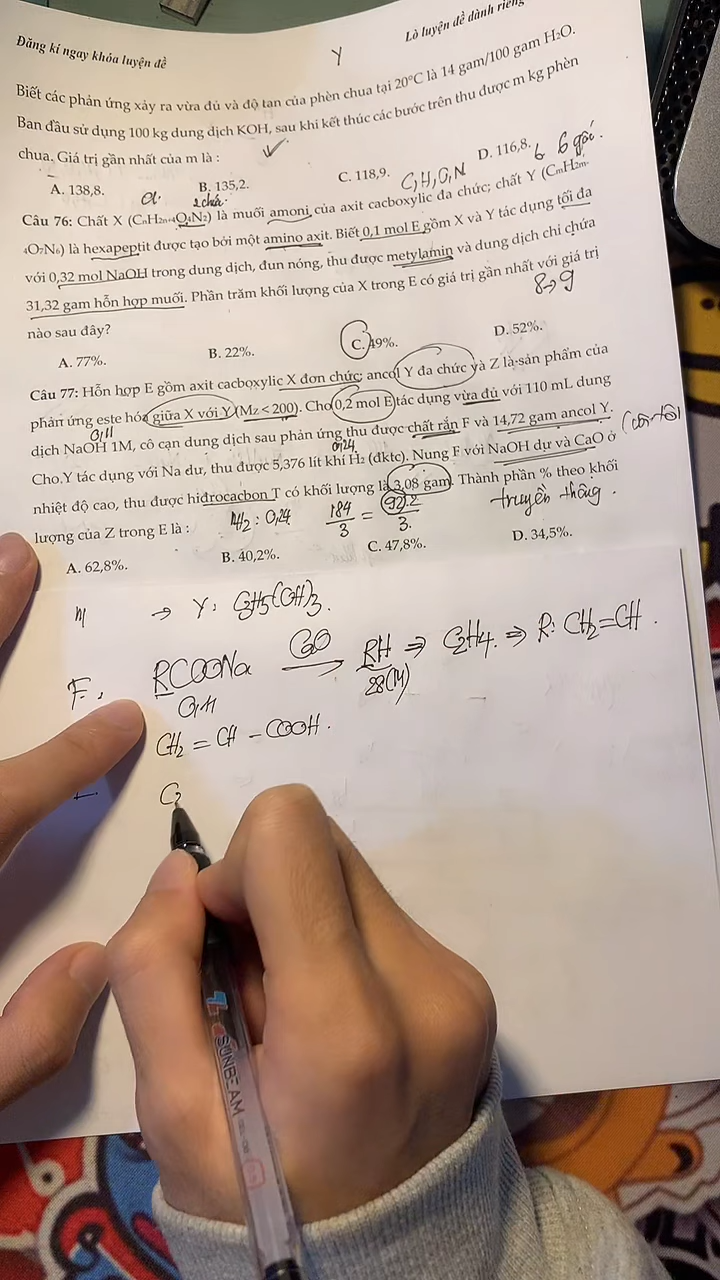 Đăng kí ngay khóa luyện đề
Lò luyện đề dành riêng
Y
Biết các phản ứng xảy ra vừa đủ và độ tan của phèn chua tại 20°C là 14 gam/100 gam H₂O.
Ban đầu sử dụng 100 kg dung dịch KOH, sau khi kết thúc các bước trên thu được m kg phèn
chua. Giá trị gần nhất của m là :
A. 138,8. B. 135,2. C. 118,9. D. 116,8.
2 chức. C,H,O,N 6 gốc.
Câu 76: Chất X (CₙH₂ₙ₊₄O₄N₂) là muối amoni của axit cacboxylic đa chức; chất Y (CₘH₂ₘ₋
₄O₇N₆) là hexapeptit được tạo bởi một amino axit. Biết 0,1 mol E gồm X và Y tác dụng tối đa
với 0,32 mol NaOH trong dung dịch, đun nóng, thu được metylamin và dung dịch chỉ chứa
31,32 gam hỗn hợp muối. Phần trăm khối lượng của X trong E có giá trị gần nhất với giá trị
nào sau đây?
8→9
A. 77%. B. 22%. C. 49%. D. 52%.
Câu 77: Hỗn hợp E gồm axit cacboxylic X đơn chức; ancol Y đa chức và Z là sản phẩm của
phản ứng este hóa giữa X với Y (Mz < 200). Cho 0,2 mol E tác dụng vừa đủ với 110 mL dung
dịch NaOH 1M, cô cạn dung dịch sau phản ứng thu được chất rắn F và 14,72 gam ancol Y.
0,11 0,24
Cho Y tác dụng với Na dư, thu được 5,376 lít khí H₂ (đktc). Nung F với NaOH dư và CaO ở
nhiệt độ cao, thu được hiđrocacbon T có khối lượng là 3,08 gam. Thành phần % theo khối
lượng của Z trong E là :
nH₂ : 0,24 184/3 = 92.2/3. truyền thống.
A. 62,8%. B. 40,2%. C. 47,8%. D. 34,5%.
⇒ Y: C₃H₅(OH)₃.
F: RCOONa CaO → RH ⇒ C₂H₄ ⇒ R: CH₂=CH.
0,11 28(M)
CH₂ = CH – COOH.
C₃
SUNBEAM